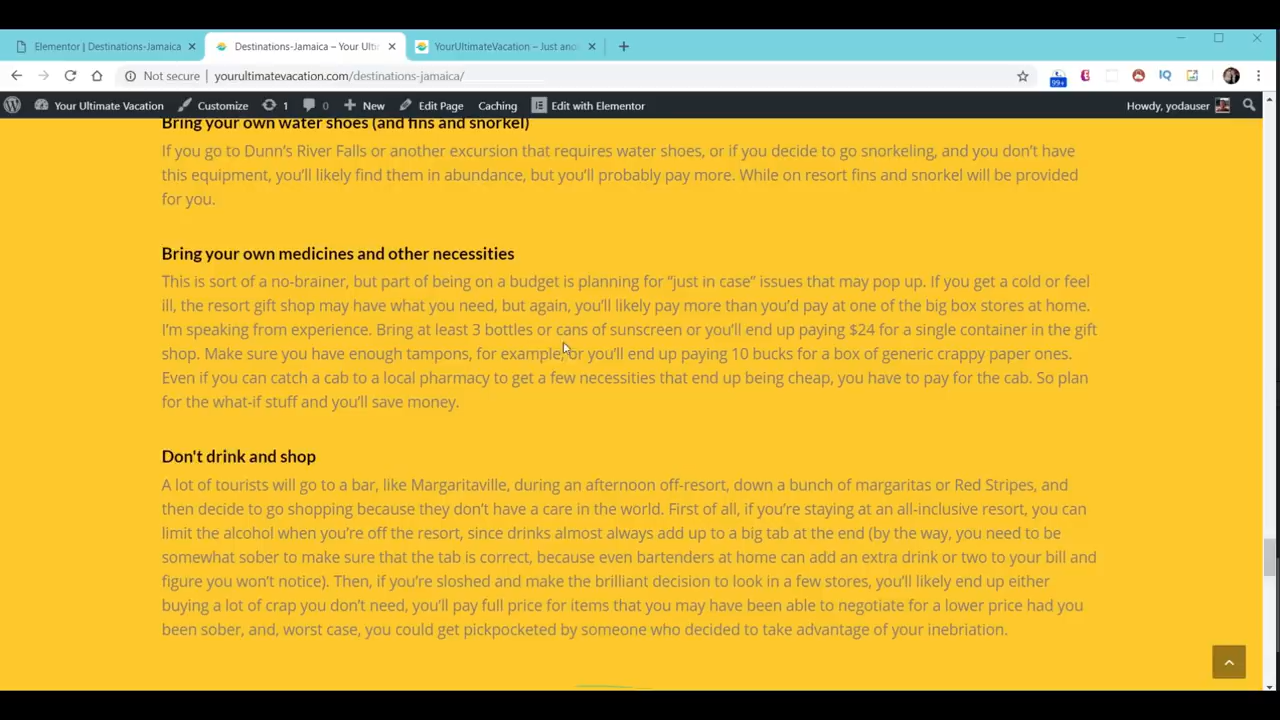 Elementor | Destinations-Jamaica
Destinations-Jamaica – Your Ulti
YourUltimateVacation – Just ano
Not secure yourultimatevacation.com/destinations-jamaica/
99+
IQ
Your Ultimate Vacation Customize 1 0 New Edit Page Caching Edit with Elementor Howdy, yodauser
Bring your own water shoes (and fins and snorkel)
If you go to Dunn's River Falls or another excursion that requires water shoes, or if you decide to go snorkeling, and you don't have
this equipment, you'll likely find them in abundance, but you'll probably pay more. While on resort fins and snorkel will be provided
for you.
Bring your own medicines and other necessities
This is sort of a no-brainer, but part of being on a budget is planning for “just in case” issues that may pop up. If you get a cold or feel
ill, the resort gift shop may have what you need, but again, you'll likely pay more than you'd pay at one of the big box stores at home.
I'm speaking from experience. Bring at least 3 bottles or cans of sunscreen or you'll end up paying $24 for a single container in the gift
shop. Make sure you have enough tampons, for example, or you'll end up paying 10 bucks for a box of generic crappy paper ones.
Even if you can catch a cab to a local pharmacy to get a few necessities that end up being cheap, you have to pay for the cab. So plan
for the what-if stuff and you'll save money.
Don't drink and shop
A lot of tourists will go to a bar, like Margaritaville, during an afternoon off-resort, down a bunch of margaritas or Red Stripes, and
then decide to go shopping because they don't have a care in the world. First of all, if you're staying at an all-inclusive resort, you can
limit the alcohol when you're off the resort, since drinks almost always add up to a big tab at the end (by the way, you need to be
somewhat sober to make sure that the tab is correct, because even bartenders at home can add an extra drink or two to your bill and
figure you won't notice). Then, if you're sloshed and make the brilliant decision to look in a few stores, you'll likely end up either
buying a lot of crap you don't need, you'll pay full price for items that you may have been able to negotiate for a lower price had you
been sober, and, worst case, you could get pickpocketed by someone who decided to take advantage of your inebriation.